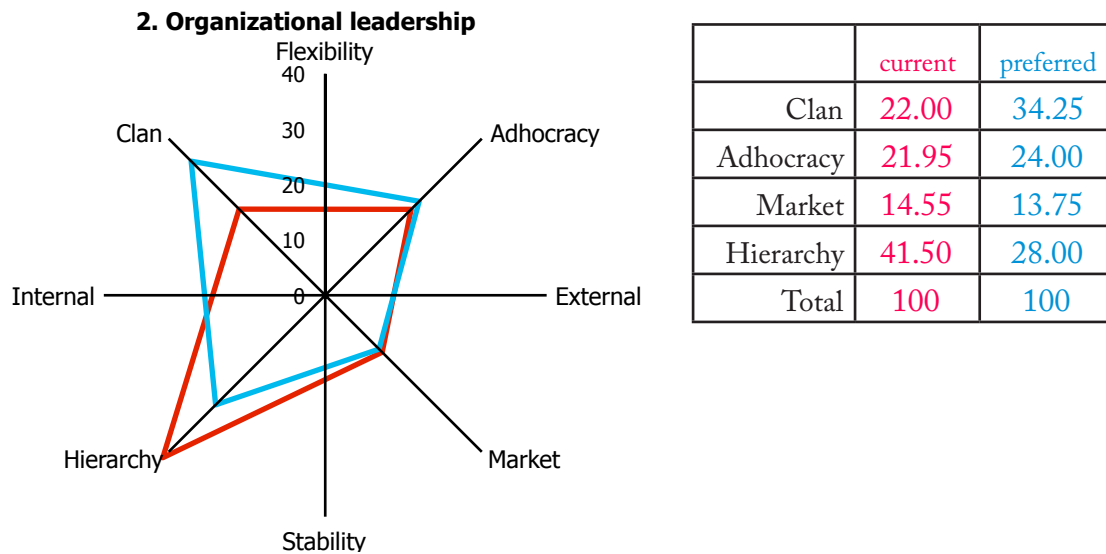 2. Organizational leadership
Flexibility
40
30
20
10
0
Clan
Adhocracy
Internal
External
Hierarchy
Market
Stability
current preferred
Clan 22.00 34.25
Adhocracy 21.95 24.00
Market 14.55 13.75
Hierarchy 41.50 28.00
Total 100 100